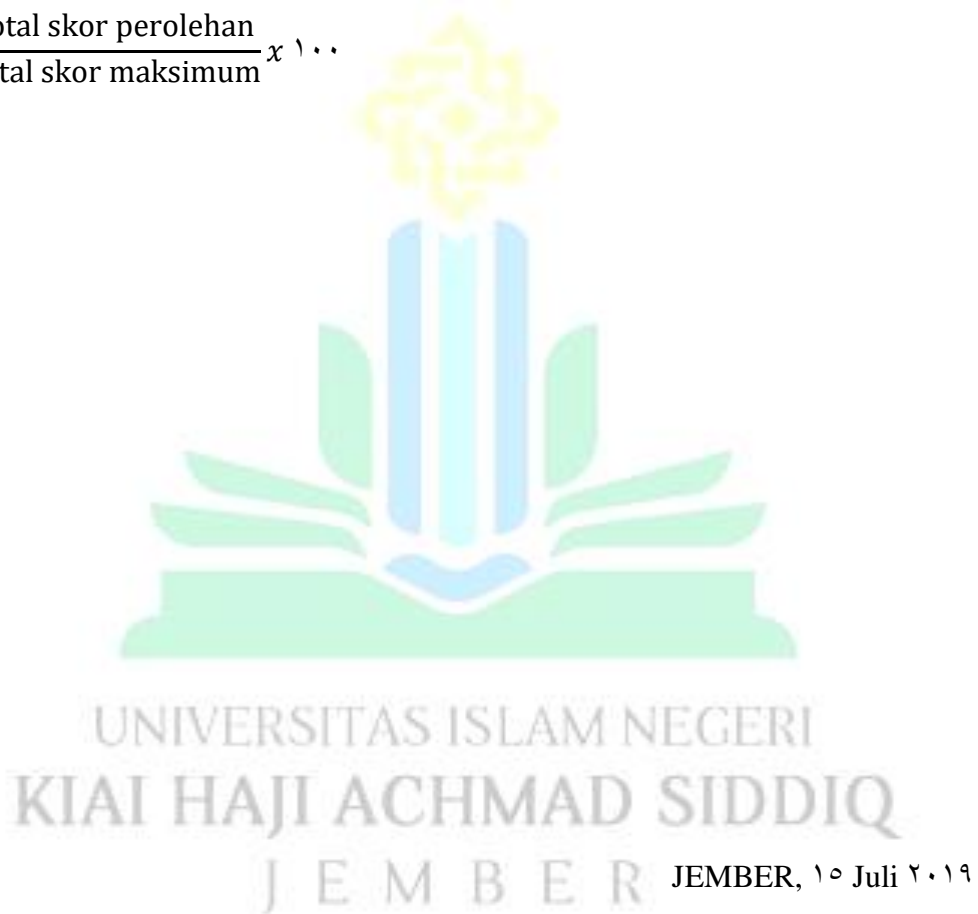 otal skor perolehan
tal skor maksimum x ١٠٠
UNIVERSITAS ISLAM NEGERI
KIAI HAJI ACHMAD SIDDIQ
J E M B E R
JEMBER, ١٥ Juli ٢٠١٩